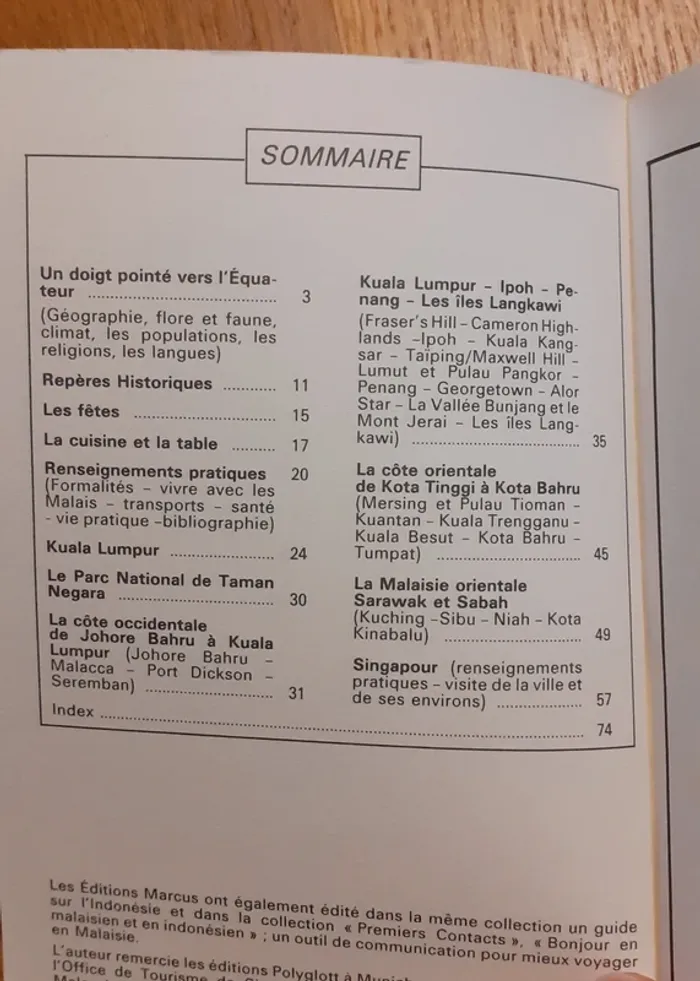 SOMMAIRE
Un doigt pointé vers l'Équa-
teur ........................................ 3
(Géographie, flore et faune,
climat, les populations, les
religions, les langues)
Repères Historiques ........... 11
Les fêtes .............................. 15
La cuisine et la table ......... 17
Renseignements pratiques 20
(Formalités – vivre avec les
Malais – transports – santé
- vie pratique –bibliographie)
Kuala Lumpur ...................... 24
Le Parc National de Taman
Negara ................................. 30
La côte occidentale
de Johore Bahru à Kuala
Lumpur (Johore Bahru –
Malacca – Port Dickson –
Seremban) ........................... 31
Kuala Lumpur – Ipoh – Pe-
nang – Les îles Langkawi
(Fraser's Hill – Cameron High-
lands –Ipoh – Kuala Kang-
sar – Taïping/Maxwell Hill –
Lumut et Pulau Pangkor –
Penang – Georgetown – Alor
Star – La Vallée Bunjang et le
Mont Jerai – Les îles Lang-
kawi) .................................... 35
La côte orientale
de Kota Tinggi à Kota Bahru
(Mersing et Pulau Tioman –
Kuantan – Kuala Trengganu –
Kuala Besut – Kota Bahru –
Tumpat) ............................... 45
La Malaisie orientale
Sarawak et Sabah
(Kuching –Sibu – Niah – Kota
Kinabalu) ............................. 49
Singapour (renseignements
pratiques – visite de la ville et
de ses environs) .................. 57
Index .................................... 74
Les Éditions Marcus ont également édité dans la même collection un guide
sur l'Indonésie et dans la collection « Premiers Contacts », « Bonjour en
malaisien et en indonésien » ; un outil de communication pour mieux voyager
en Malaisie.
L'auteur remercie les éditions Polyglott à
l'Office de Tourisme de